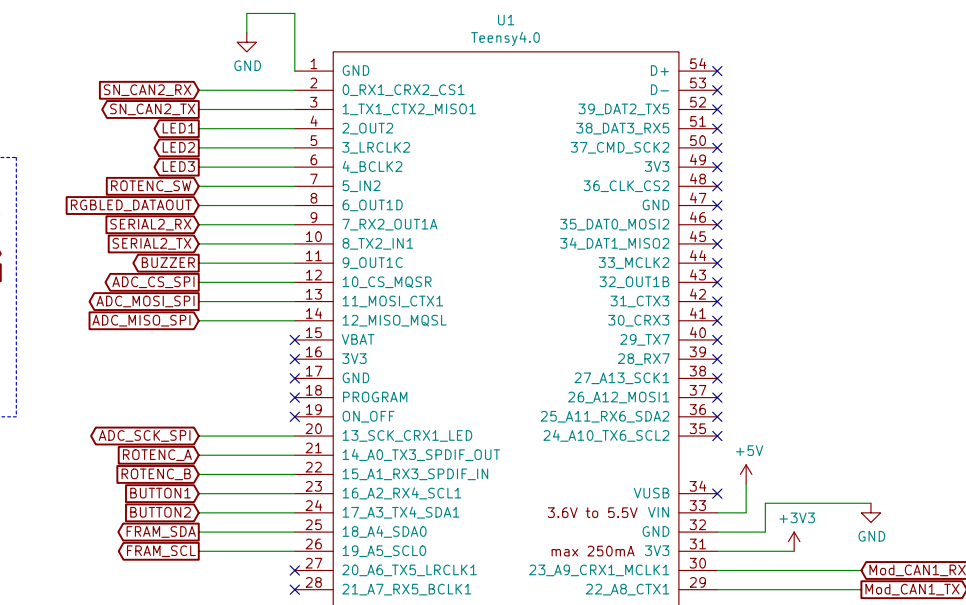 U1
Teensy4.0
GND
1 GND
SN_CAN2_RX 2 0_RX1_CRX2_CS1
SN_CAN2_TX 3 1_TX1_CTX2_MISO1
LED1 4 2_OUT2
LED2 5 3_LRCLK2
LED3 6 4_BCLK2
ROTENC_SW 7 5_IN2
RGBLED_DATAOUT 8 6_OUT1D
SERIAL2_RX 9 7_RX2_OUT1A
SERIAL2_TX 10 8_TX2_IN1
BUZZER 11 9_OUT1C
ADC_CS_SPI 12 10_CS_MQSR
ADC_MOSI_SPI 13 11_MOSI_CTX1
ADC_MISO_SPI 14 12_MISO_MQSL
15 VBAT
16 3V3
17 GND
18 PROGRAM
19 ON_OFF
ADC_SCK_SPI 20 13_SCK_CRX1_LED
ROTENC_A 21 14_A0_TX3_SPDIF_OUT
ROTENC_B 22 15_A1_RX3_SPDIF_IN
BUTTON1 23 16_A2_RX4_SCL1
BUTTON2 24 17_A3_TX4_SDA1
FRAM_SDA 25 18_A4_SDA0
FRAM_SCL 26 19_A5_SCL0
27 20_A6_TX5_LRCLK1
28 21_A7_RX5_BCLK1
D+ 54
D- 53
39_DAT2_TX5 52
38_DAT3_RX5 51
37_CMD_SCK2 50
3V3 49
36_CLK_CS2 48
GND 47
35_DAT0_MOSI2 46
34_DAT1_MISO2 45
33_MCLK2 44
32_OUT1B 43
31_CTX3 42
30_CRX3 41
29_TX7 40
28_RX7 39
27_A13_SCK1 38
26_A12_MOSI1 37
25_A11_RX6_SDA2 36
24_A10_TX6_SCL2 35
+5V
VUSB 34
3.6V to 5.5V VIN 33
GND 32
+3V3
GND
max 250mA 3V3 31
23_A9_CRX1_MCLK1 30 Mod_CAN1_RX
22_A8_CTX1 29 Mod_CAN1_TX